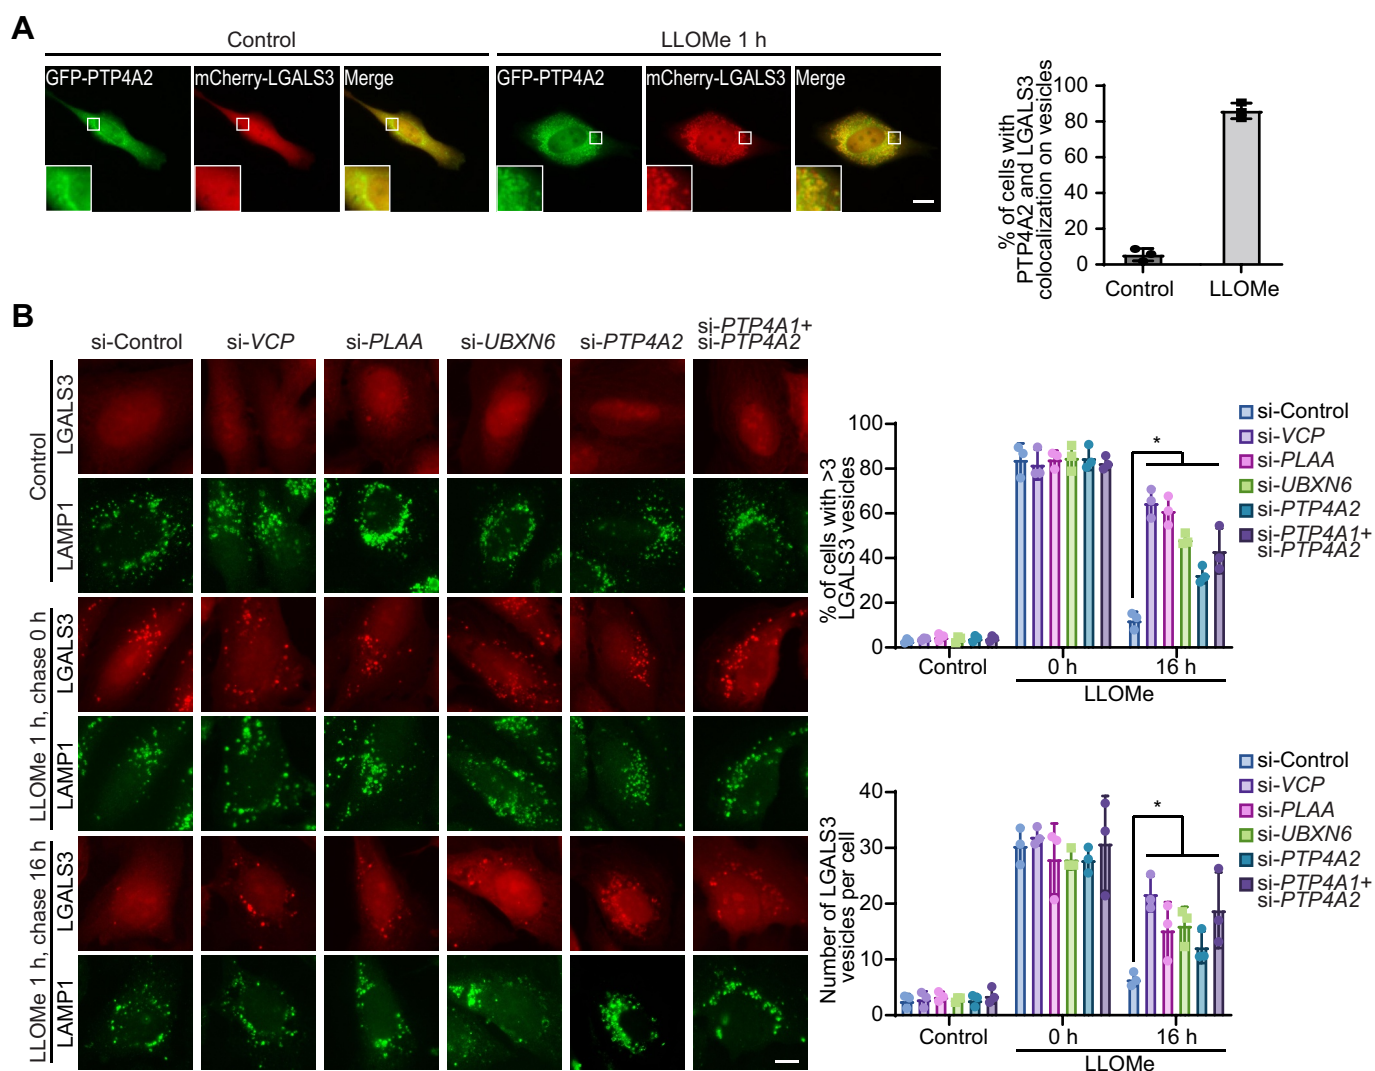 A
Control
LLOMe 1 h
GFP-PTP4A2
mCherry-LGALS3
Merge
GFP-PTP4A2
mCherry-LGALS3
Merge
% of cells with
PTP4A2 and LGALS3
colocalization on vesicles
100
80
60
40
20
0
Control
LLOMe
B
si-Control
si-VCP
si-PLAA
si-UBXN6
si-PTP4A2
si-PTP4A1+
si-PTP4A2
Control
LGALS3
LAMP1
LLOMe 1 h, chase 0 h
LGALS3
LAMP1
LLOMe 1 h, chase 16 h
LGALS3
LAMP1
% of cells with >3
LGALS3 vesicles
100
80
60
40
20
0
*
Control
0 h
16 h
LLOMe
si-Control
si-VCP
si-PLAA
si-UBXN6
si-PTP4A2
si-PTP4A1+
si-PTP4A2
Number of LGALS3
vesicles per cell
40
30
20
10
0
*
Control
0 h
16 h
LLOMe
si-Control
si-VCP
si-PLAA
si-UBXN6
si-PTP4A2
si-PTP4A1+
si-PTP4A2